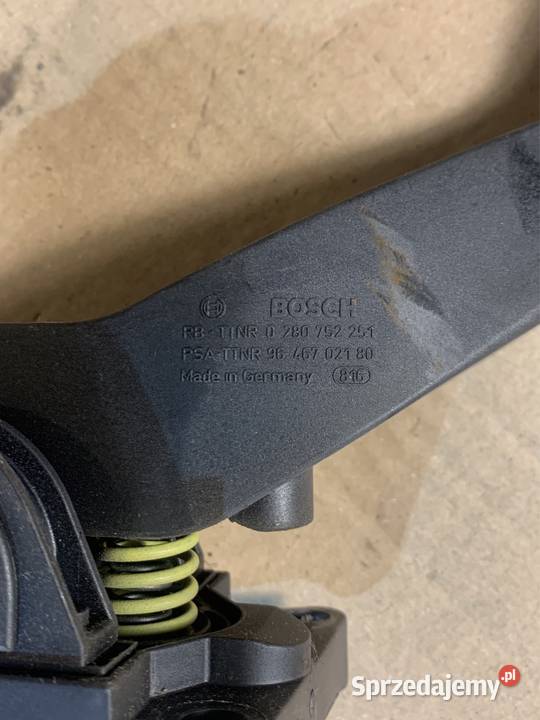 BOSCH
RB-TTNR 0 280 752 251
PSA-TTNR 96 467 021 80
Made in Germany 816
Sprzedajemy.pl